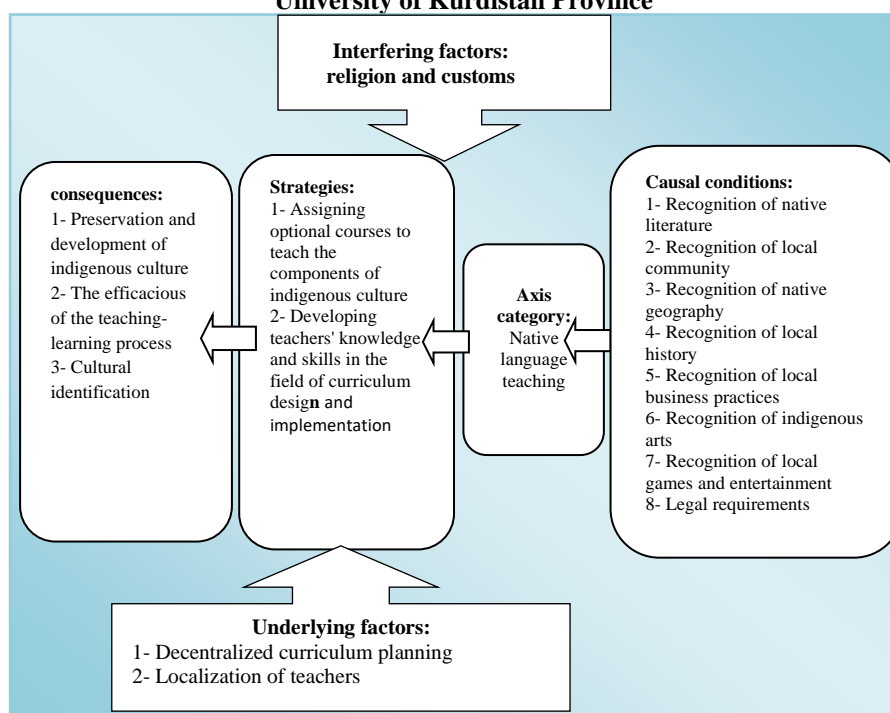 University of Kurdistan Province
Interfering factors:
religion and customs
consequences:
1- Preservation and
development of
indigenous culture
2- The efficacious
of the teaching-
learning process
3- Cultural
identification
Strategies:
1- Assigning
optional courses to
teach the
components of
indigenous culture
2- Developing
teachers' knowledge
and skills in the
field of curriculum
design and
implementation
Axis
category:
Native
language
teaching
Causal conditions:
1- Recognition of native
literature
2- Recognition of local
community
3- Recognition of native
geography
4- Recognition of local
history
5- Recognition of local
business practices
6- Recognition of indigenous
arts
7- Recognition of local
games and entertainment
8- Legal requirements
Underlying factors:
1- Decentralized curriculum planning
2- Localization of teachers